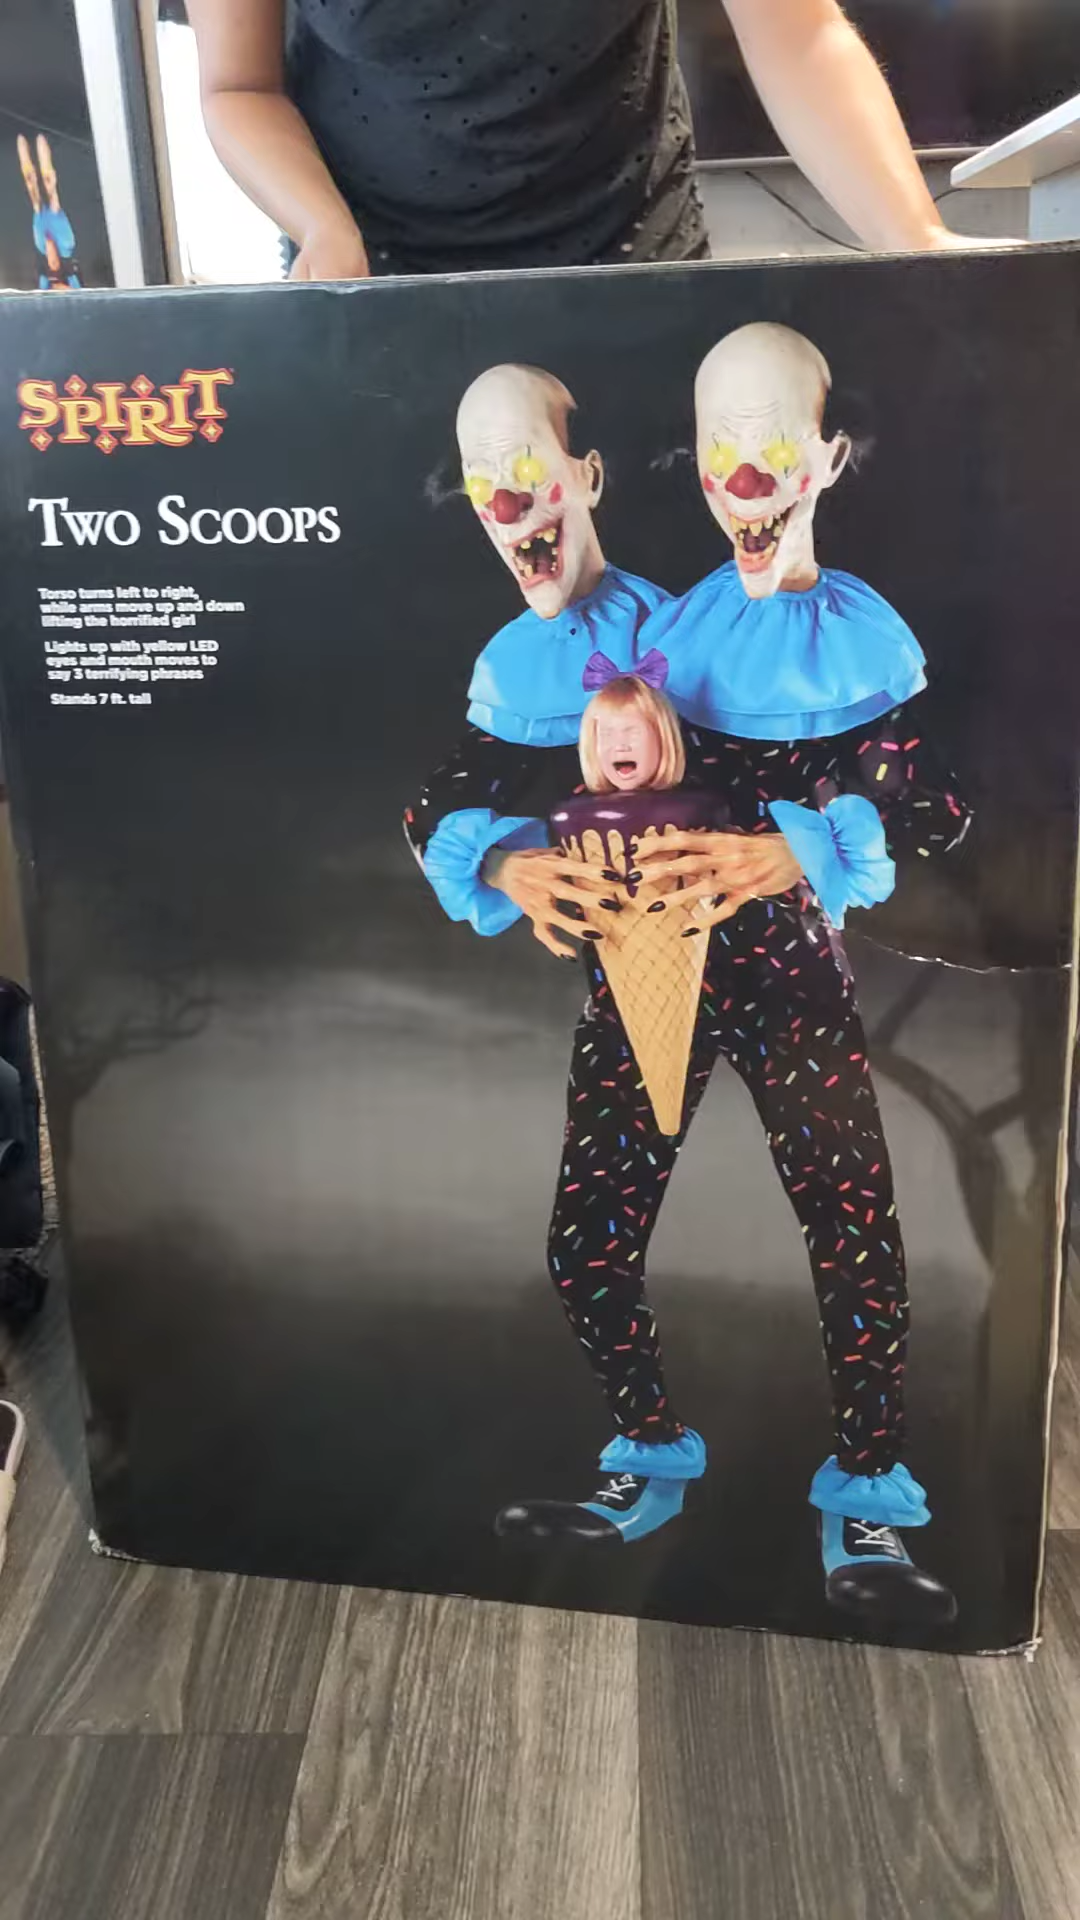 SPIRIT
TWO SCOOPS
Torso turns left to right,
while arms move up and down
lifting the horrified girl
Lights up with yellow LED
eyes and mouth moves to
say 3 terrifying phrases
Stands 7 ft. tall